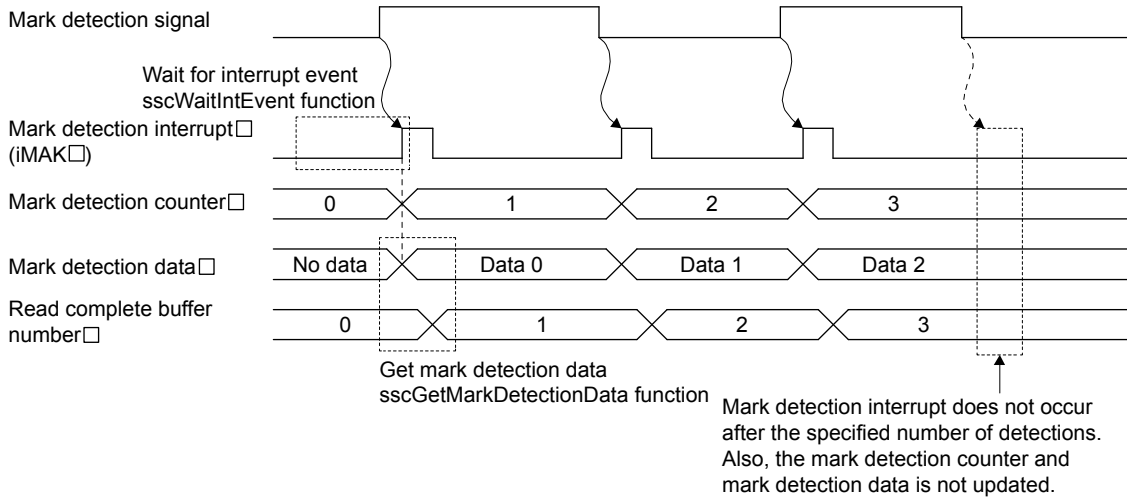 Mark detection signal
Wait for interrupt event
sscWaitIntEvent function
Mark detection interrupt□
(iMAK□)
Mark detection counter□
0 1 2 3
Mark detection data□
No data Data 0 Data 1 Data 2
Read complete buffer
number□
0 1 2 3
Get mark detection data
sscGetMarkDetectionData function
Mark detection interrupt does not occur
after the specified number of detections.
Also, the mark detection counter and
mark detection data is not updated.